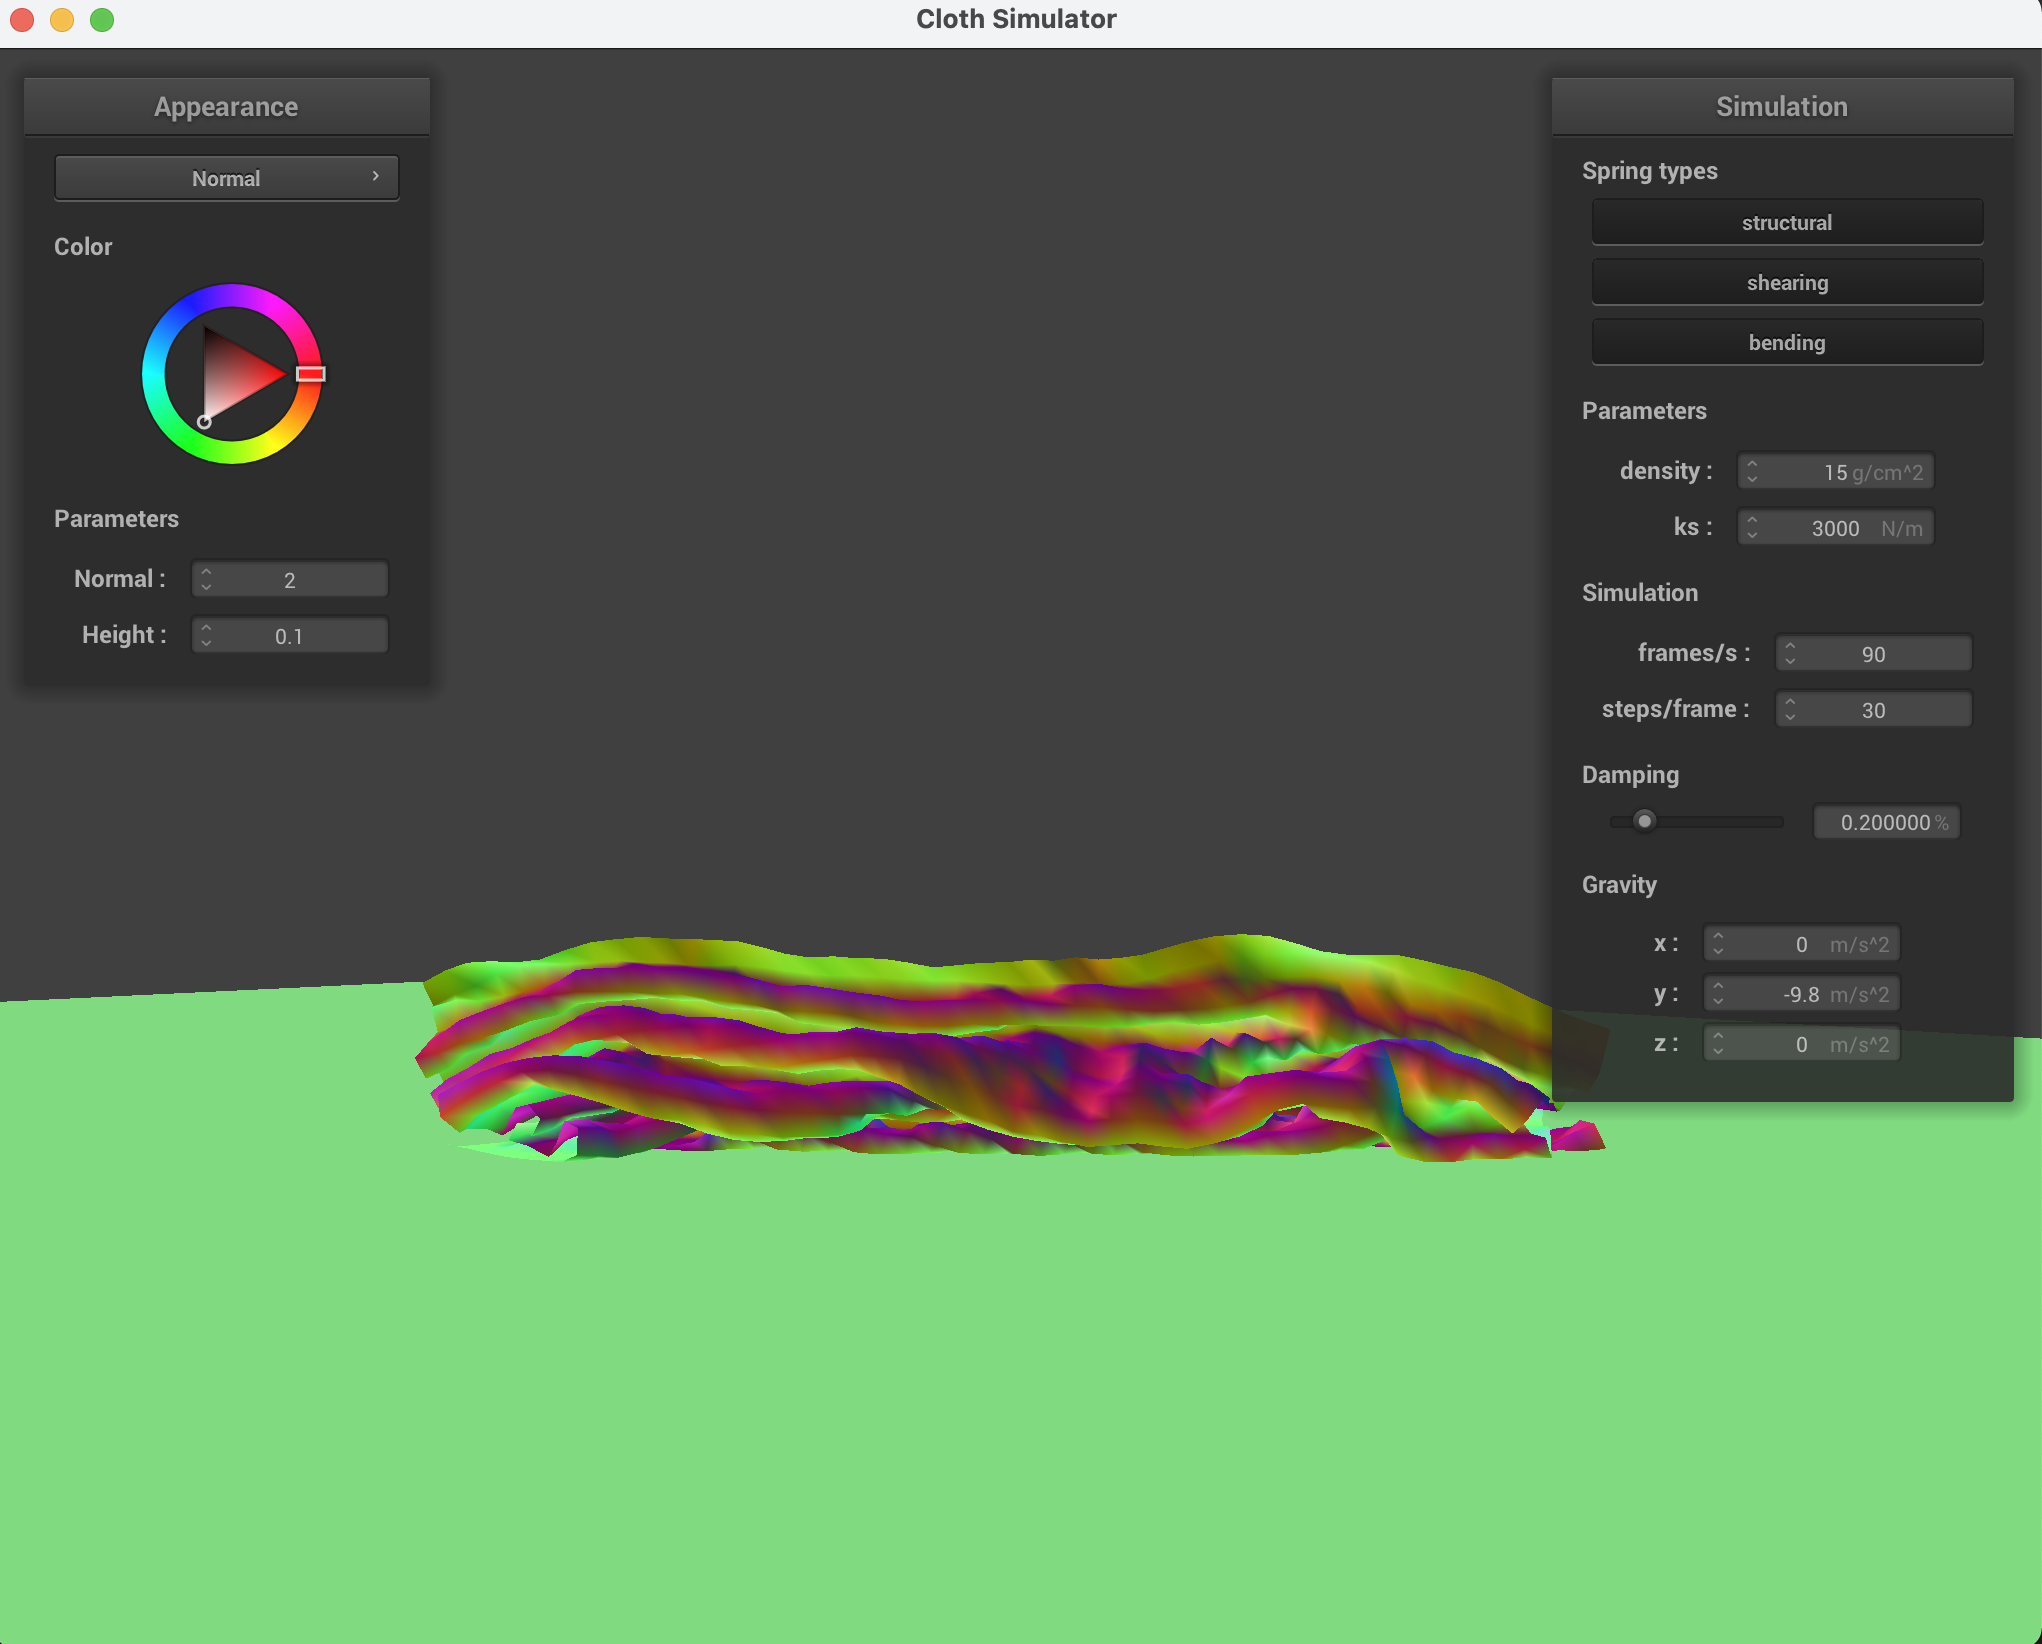 Cloth Simulator
Appearance
Normal
Color
Parameters
Normal : 2
Height : 0.1
Simulation
Spring types
structural
shearing
bending
Parameters
density : 15 g/cm^2
ks : 3000 N/m
Simulation
frames/s : 90
steps/frame : 30
Damping
0.200000 %
Gravity
x : 0 m/s^2
y : -9.8 m/s^2
z : 0 m/s^2